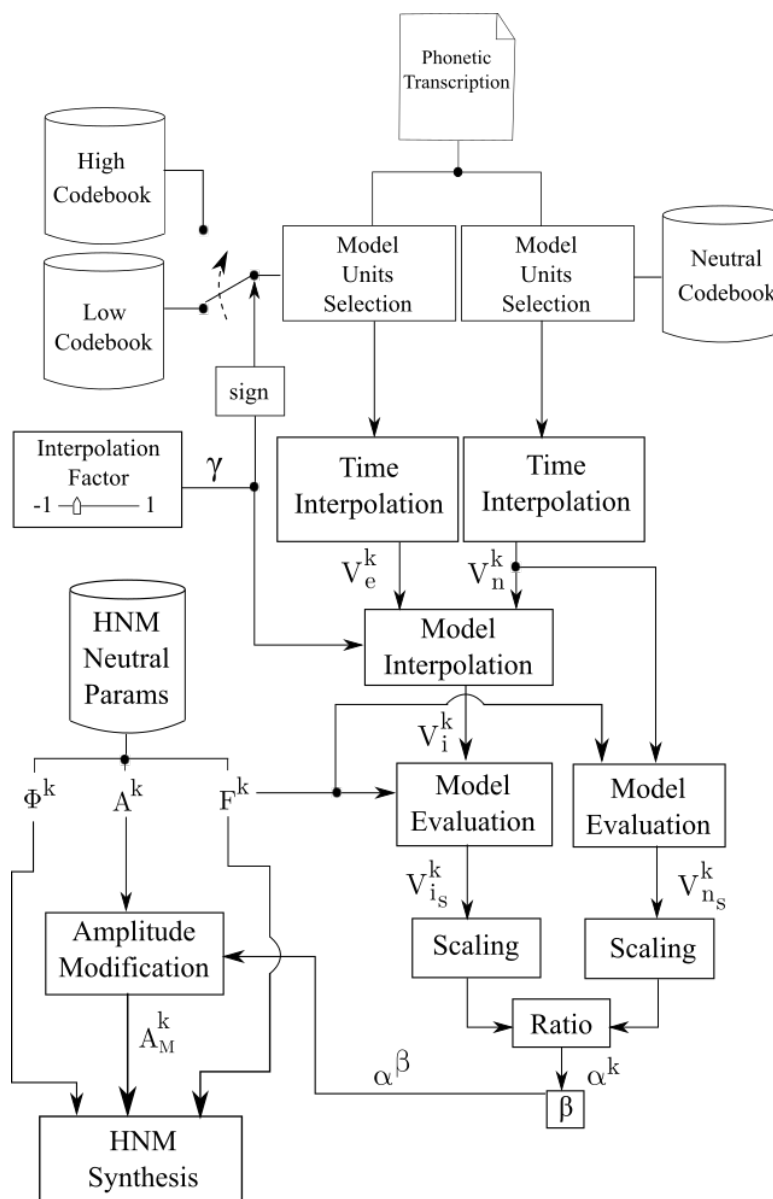 Phonetic
Transcription
High
Codebook
Low
Codebook
Model
Units
Selection
Model
Units
Selection
Neutral
Codebook
sign
Interpolation
Factor
-1 1
γ
Time
Interpolation
Time
Interpolation
V_e^k
V_n^k
HNM
Neutral
Params
Model
Interpolation
V_i^k
Φ^k A^k F^k
Model
Evaluation
Model
Evaluation
V_{i_S}^k
V_{n_S}^k
Amplitude
Modification
Scaling
Scaling
Ratio
A_M^k
α^β
α^k
β
HNM
Synthesis